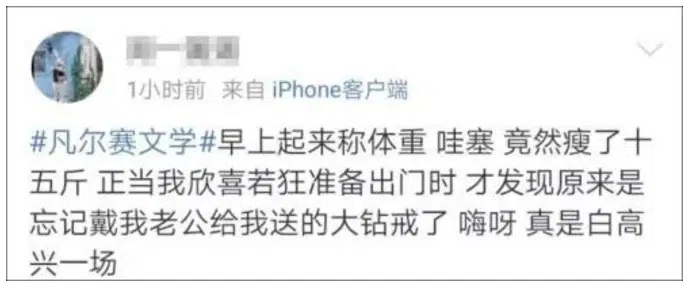 1小时前 来自 iPhone客户端
#凡尔赛文学#早上起来称体重 哇塞 竟然瘦了十
五斤 正当我欣喜若狂准备出门时 才发现原来是
忘记戴我老公给我送的大钻戒了 嗨呀 真是白高
兴一场